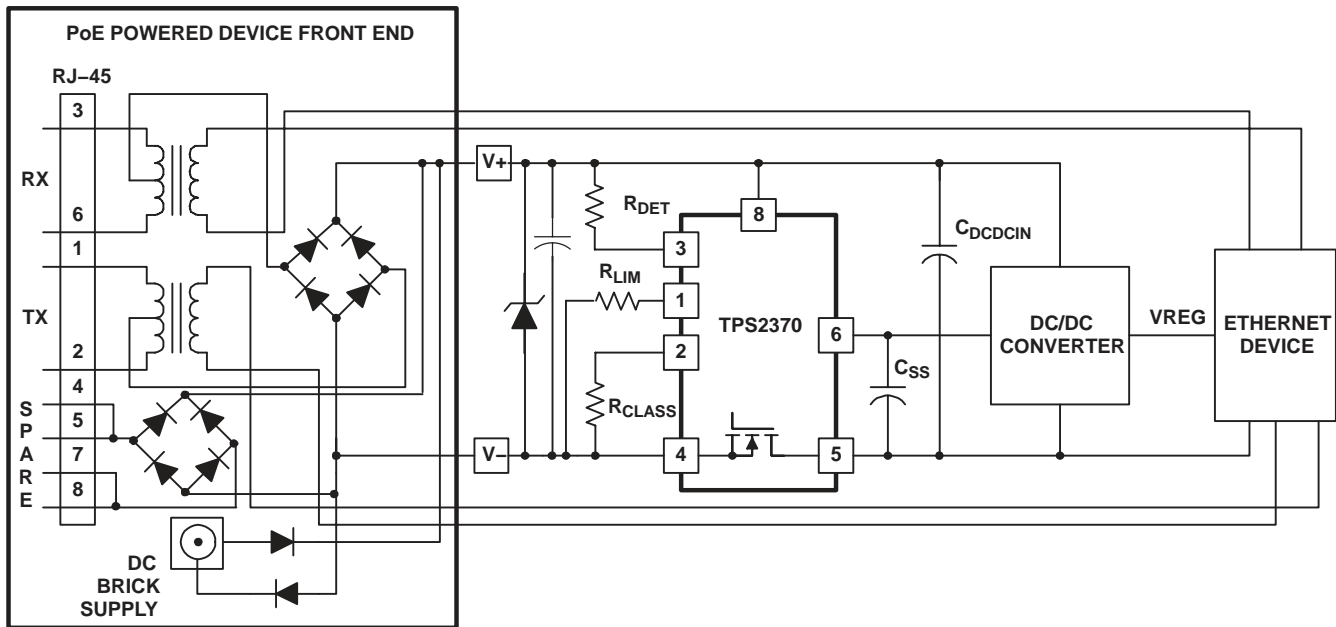 PoE POWERED DEVICE FRONT END
RJ–45
3
RX
6
1
TX
2
4
5
7
8
S
P
A
R
E
DC
BRICK
SUPPLY
V+
V–
RDET
RLIM
RCLASS
8
3
1
2
4
TPS2370
6
5
CSS
CDCDCIN
DC/DC
CONVERTER
VREG
ETHERNET
DEVICE